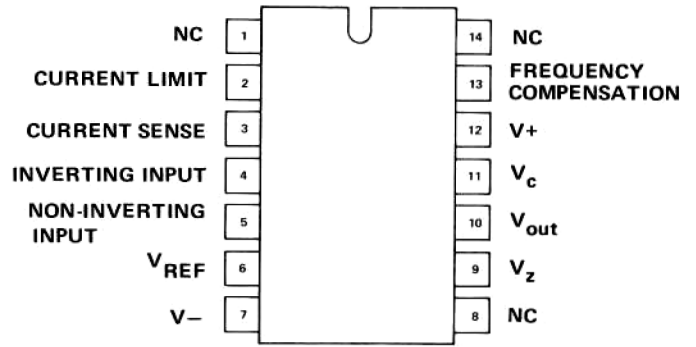 NC 1
CURRENT LIMIT 2
CURRENT SENSE 3
INVERTING INPUT 4
NON-INVERTING
INPUT 5
VREF 6
V− 7
14 NC
13 FREQUENCY
COMPENSATION
12 V+
11 Vc
10 Vout
9 Vz
8 NC